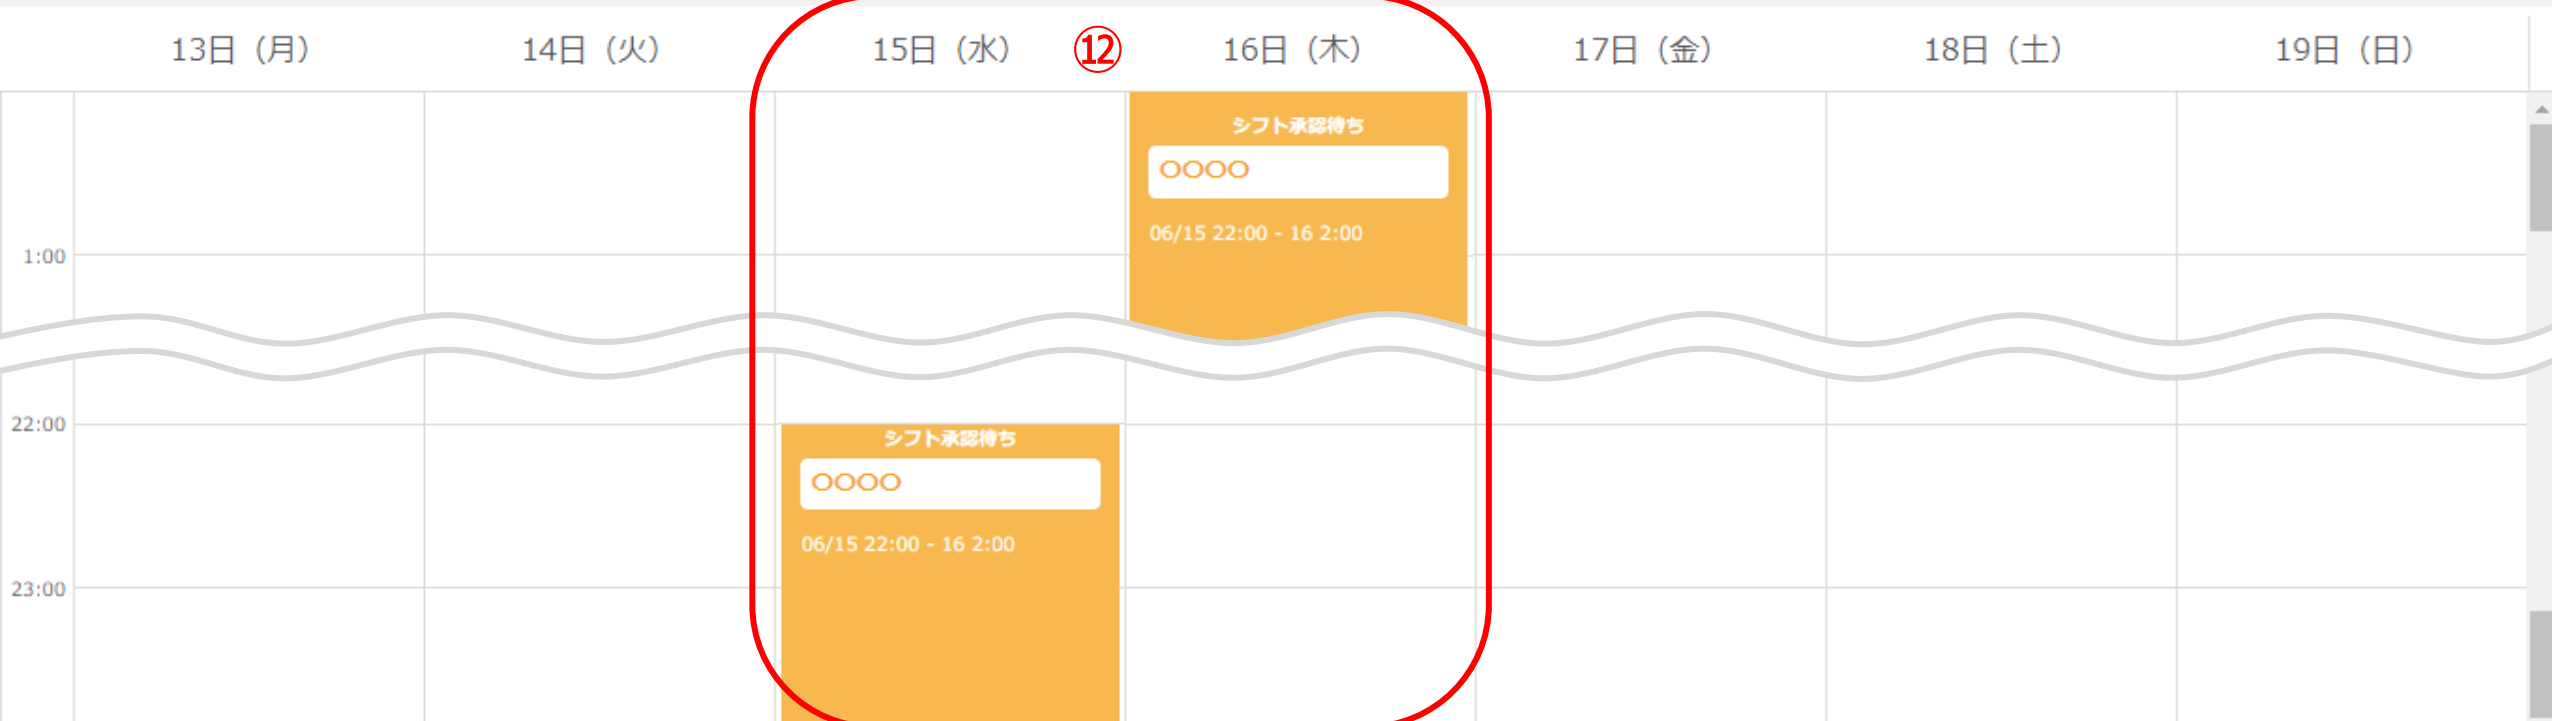 13日（月） 14日（火） 15日（水） ⑫ 16日（木） 17日（金） 18日（土） 19日（日）
シフト承認待ち
〇〇〇〇
06/15 22:00 - 16 2:00
1:00
22:00
シフト承認待ち
〇〇〇〇
06/15 22:00 - 16 2:00
23:00